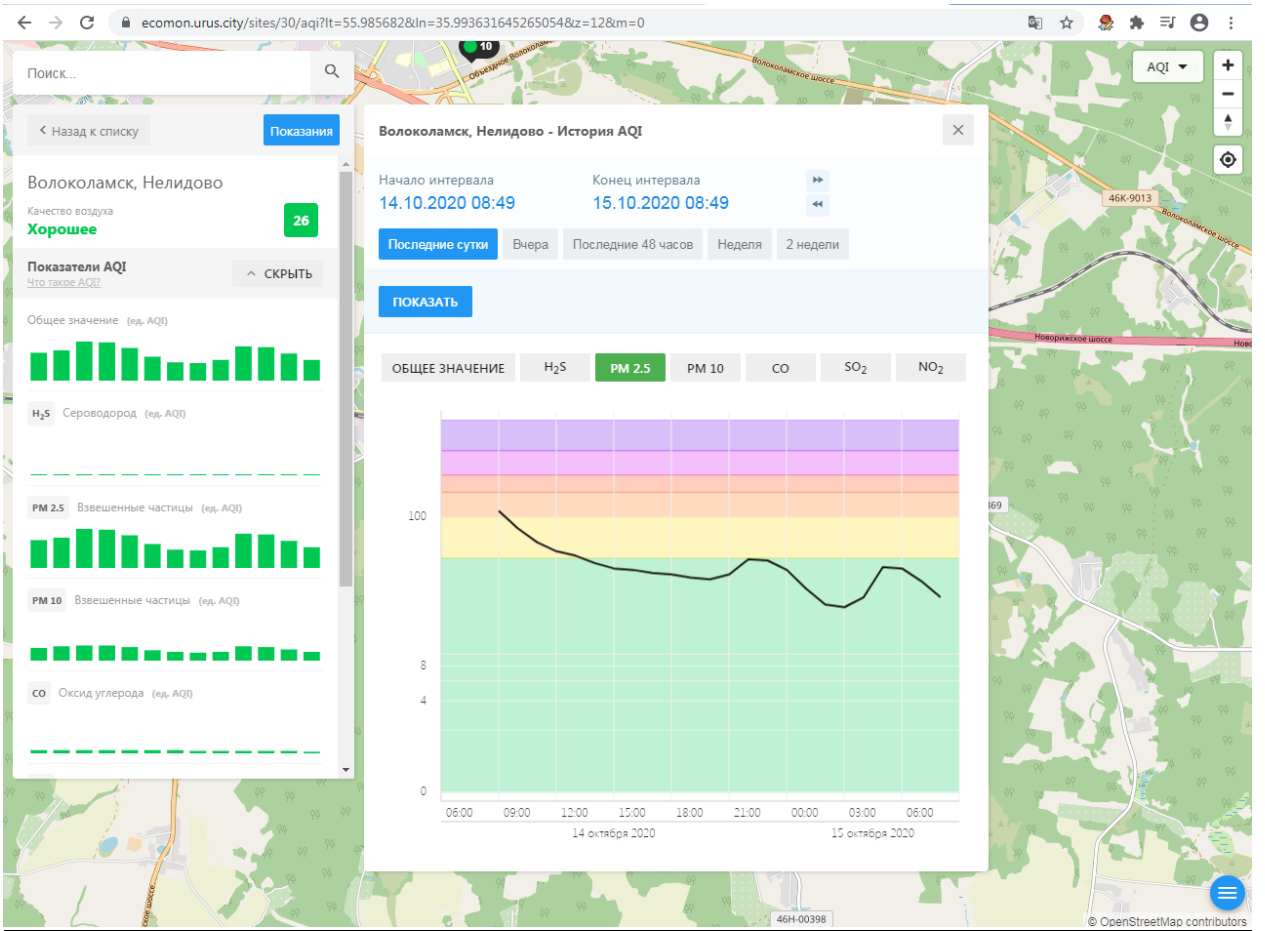 ecomon.urus.city/sites/30/aqi?lt=55.985682&ln=35.993631645265054&z=12&m=0
10
Волоколамское шоссе
Поиск...
AQI
Назад к списку
Показания
Волоколамск, Нелидово - История AQI
Волоколамск, Нелидово
Качество воздуха
Хорошее
26
Начало интервала
Конец интервала
14.10.2020 08:49
15.10.2020 08:49
46К-9013
Волоколамское шоссе
Последние сутки
Вчера
Последние 48 часов
Неделя
2 недели
Показатели AQI
Что такое AQI?
СКРЫТЬ
ПОКАЗАТЬ
Общее значение (ед. AQI)
Новорижское шоссе
ОБЩЕЕ ЗНАЧЕНИЕ
H₂S
PM 2.5
PM 10
CO
SO₂
NO₂
H₂S Сероводород (ед. AQI)
PM 2.5 Взвешенные частицы (ед. AQI)
PM 10 Взвешенные частицы (ед. AQI)
CO Оксид углерода (ед. AQI)
100
8
4
0
06:00 09:00 12:00 15:00 18:00 21:00 00:00 03:00 06:00
14 октября 2020
15 октября 2020
46Н-00398
© OpenStreetMap contributors